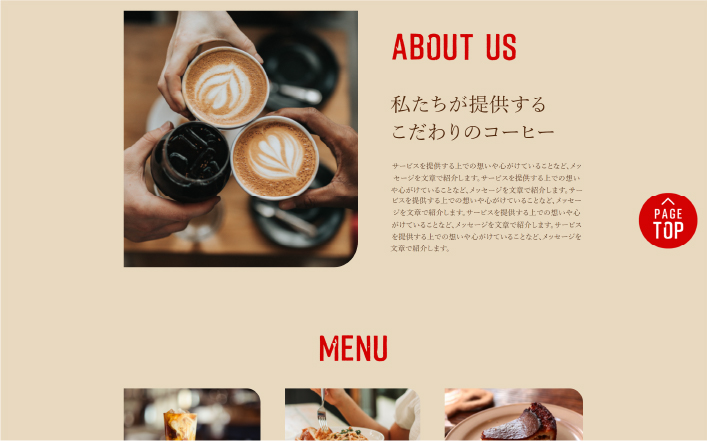 ABOUT US
私たちが提供する
こだわりのコーヒー
サービスを提供する上での想いや心がけていることなど、メッ
セージを文章で紹介します。サービスを提供する上での想い
や心がけていることなど、メッセージを文章で紹介します。サー
ビスを提供する上での想いや心がけていることなど、メッセー
ジを文章で紹介します。サービスを提供する上での想いや心
がけていることなど、メッセージを文章で紹介します。サービス
を提供する上での想いや心がけていることなど、メッセージを
文章で紹介します。
PAGE
TOP
MENU